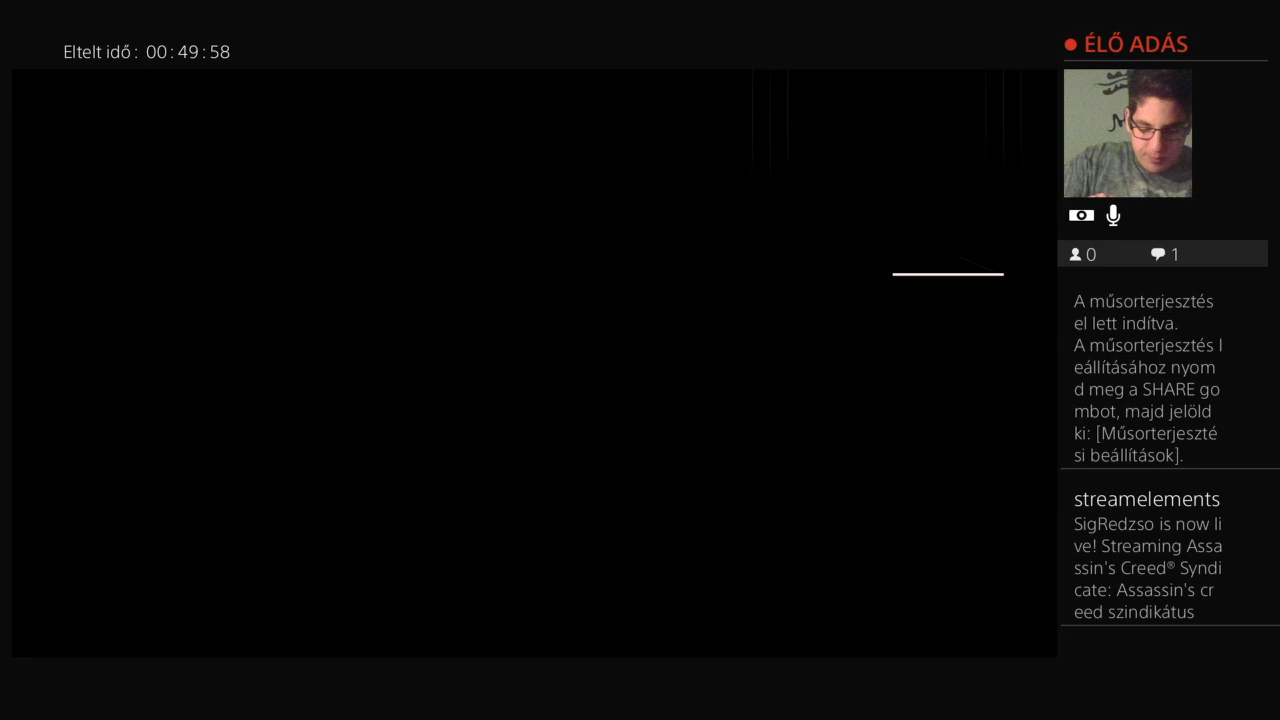 Eltelt idő: 00:49:58
ÉLŐ ADÁS
0 1
A műsorterjesztés
el lett indítva.
A műsorterjesztés l
eállításához nyom
d meg a SHARE go
mbot, majd jelöld
ki: [Műsorterjeszté
si beállítások].
streamelements
SigRedzso is now li
ve! Streaming Assa
ssin's Creed® Syndi
cate: Assassin's cr
eed szindikátus